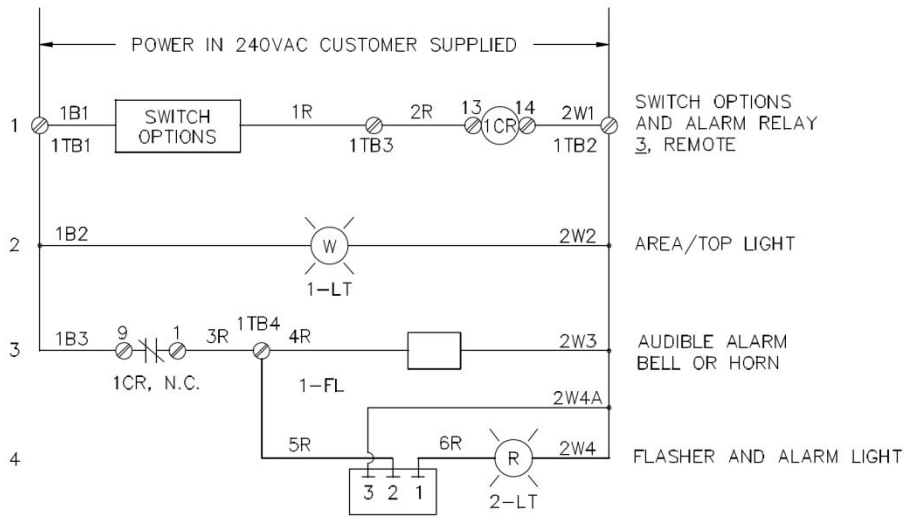 POWER IN 240VAC CUSTOMER SUPPLIED
1 1B1 SWITCH OPTIONS 1R 2R 13 1CR 14 2W1
1TB1 1TB3 1TB2
SWITCH OPTIONS
AND ALARM RELAY
3, REMOTE
2 1B2 W 2W2 AREA/TOP LIGHT
1-LT
3 1B3 9 1 3R 1TB4 4R 2W3
AUDIBLE ALARM
BELL OR HORN
1CR, N.C. 1-FL
2W4A
4 5R 6R R 2W4 FLASHER AND ALARM LIGHT
3 2 1 2-LT